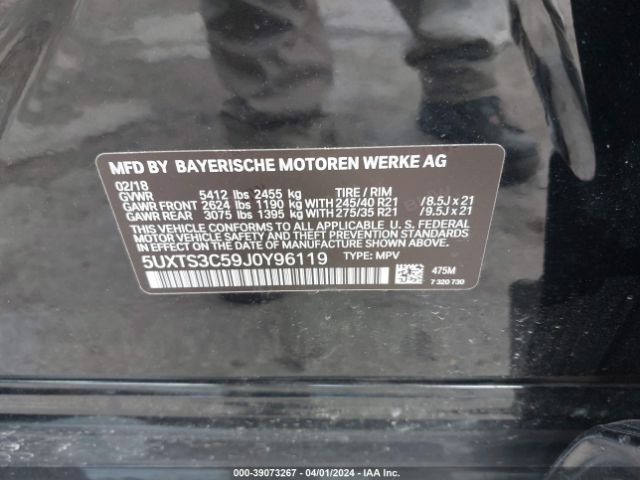 MFD BY BAYERISCHE MOTOREN WERKE AG
02/18
GVWR 5412 lbs 2455 kg TIRE / RIM
GAWR FRONT 2624 lbs 1190 kg WITH 245/40 R21 /8.5J x 21
GAWR REAR 3075 lbs 1395 kg WITH 275/35 R21 /9.5J x 21
THIS VEHICLE CONFORMS TO ALL APPLICABLE U. S. FEDERAL
MOTOR VEHICLE SAFETY AND THEFT PREVENTION STANDARDS
IN EFFECT ON THE DATE OF MANUFACTURE SHOWN ABOVE.
5UXTS3C59J0Y96119 TYPE: MPV
475M
7 320 730
000-39073267 - 04/01/2024 - IAA Inc.